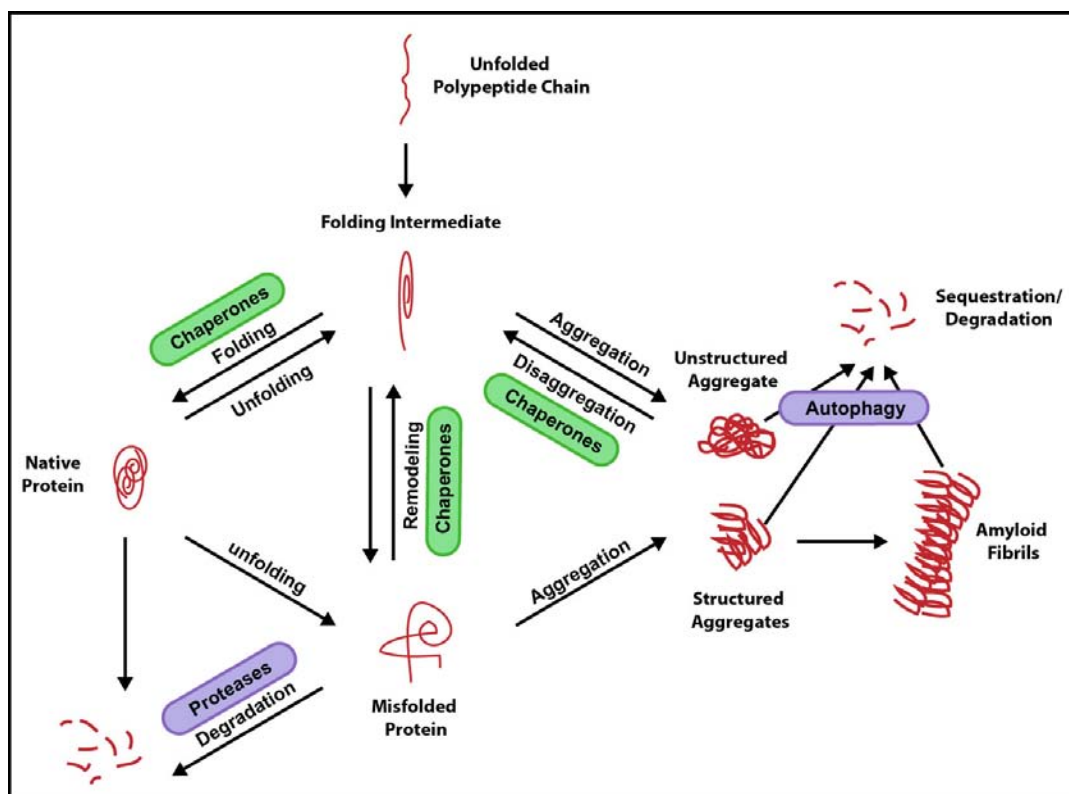 Unfolded
Polypeptide Chain
Folding Intermediate
Chaperones
Folding
Unfolding
Aggregation
Disaggregation
Chaperones
Remodeling
Chaperones
Unstructured
Aggregate
Sequestration/
Degradation
Autophagy
Native
Protein
unfolding
Aggregation
Structured
Aggregates
Amyloid
Fibrils
Proteases
Degradation
Misfolded
Protein